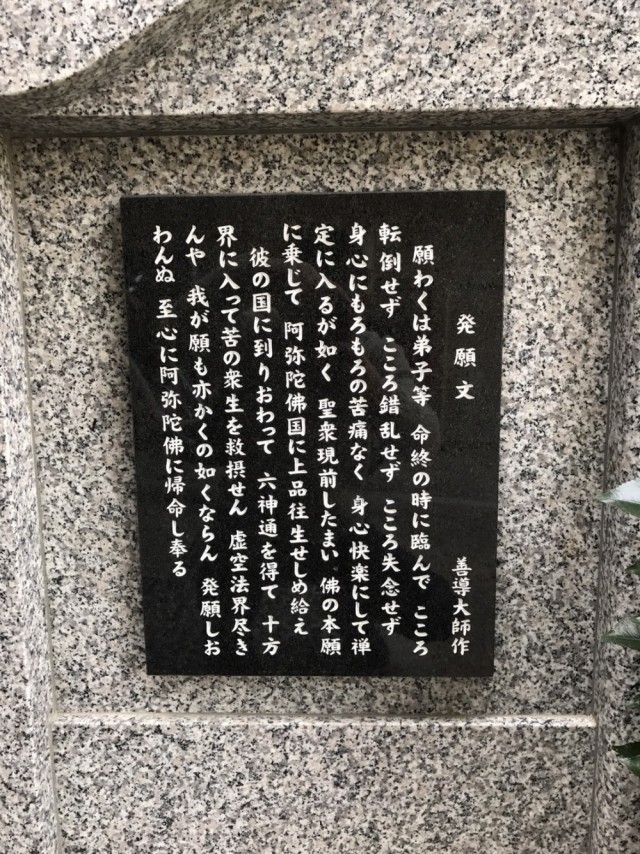 発願文
善導大師作
願わくは弟子等 命終の時に臨んで こころ
転倒せず こころ錯乱せず こころ失念せず
身心にもろもろの苦痛なく 身心快楽にして禅
定に入るが如く 聖衆現前したまい 佛の本願
に乗じて 阿弥陀佛国に上品往生せしめ給え
彼の国に到りおわって 六神通を得て 十方
界に入って苦の衆生を救摂せん 虚空法界尽き
んや 我が願も亦かくの如くならん 発願しお
わんぬ 至心に阿弥陀佛に帰命し奉る